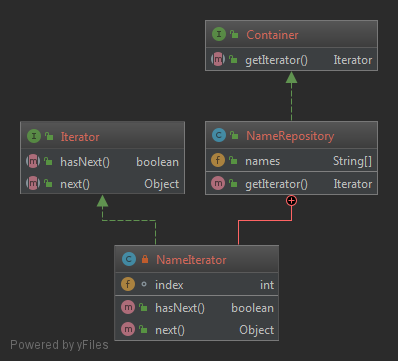 Container
getIterator() Iterator
Iterator
hasNext() boolean
next() Object
NameRepository
names String[]
getIterator() Iterator
NameIterator
index int
hasNext() boolean
next() Object
Powered by yFiles